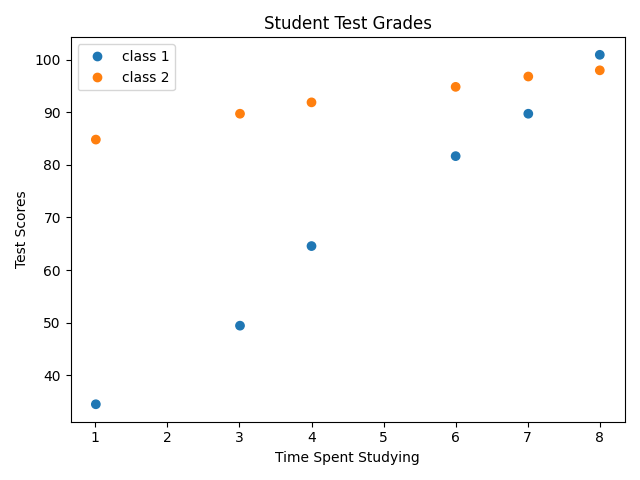 Student Test Grades
class 1
class 2
100
90
80
70
60
50
40
Test Scores
1 2 3 4 5 6 7 8
Time Spent Studying